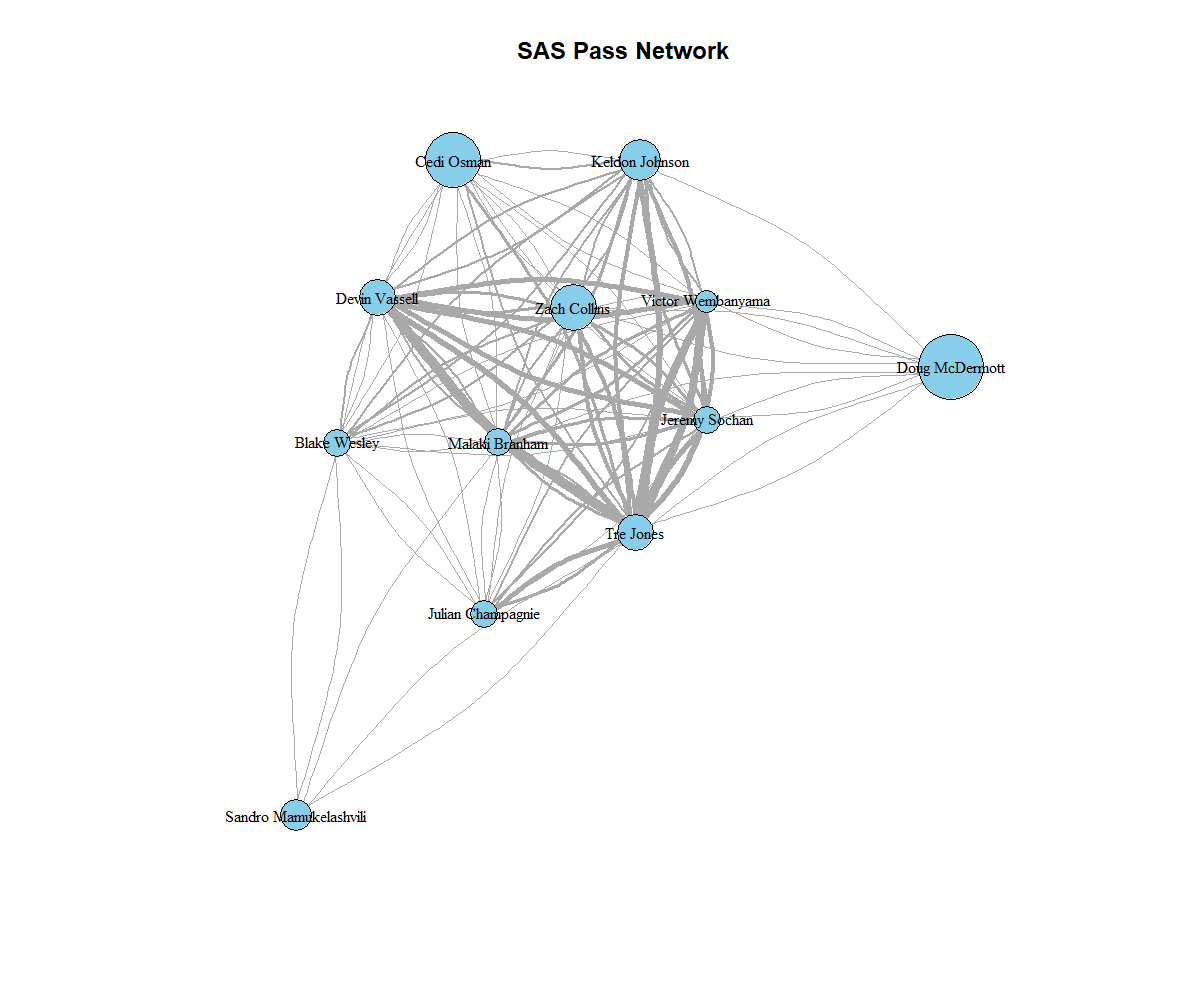 SAS Pass Network
Cedi Osman
Keldon Johnson
Devin Vassell
Zach Collins
Victor Wembanyama
Doug McDermott
Jeremy Sochan
Blake Wesley
Malaki Branham
Tre Jones
Julian Champagnie
Sandro Mamukelashvili